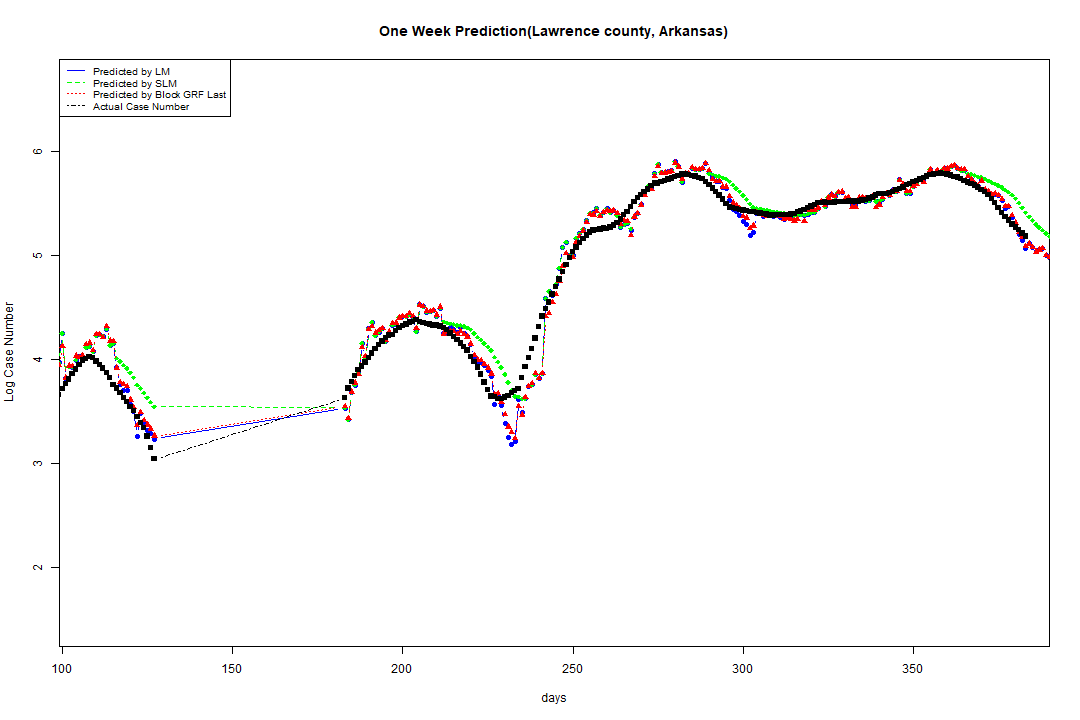 One Week Prediction(Lawrence county, Arkansas)
Predicted by LM
Predicted by SLM
Predicted by Block GRF Last
Actual Case Number
6
5
4
3
2
Log Case Number
100 150 200 250 300 350
days